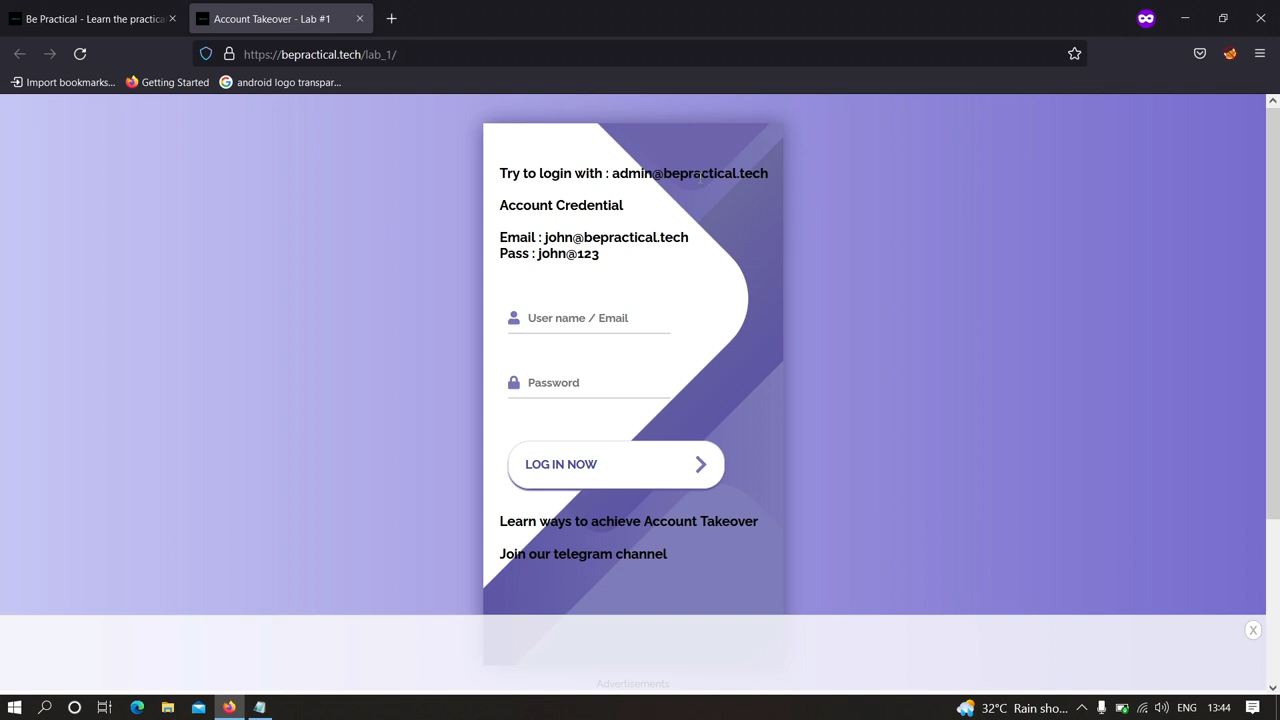 Be Practical - Learn the practica
Account Takeover - Lab #1
https://bepractical.tech/lab_1/
Import bookmarks...
Getting Started
android logo transpar...
Try to login with : admin@bepractical.tech
Account Credential
Email : john@bepractical.tech
Pass : john@123
User name / Email
Password
LOG IN NOW
Learn ways to achieve Account Takeover
Join our telegram channel
X
Advertisements
32°C Rain sho...
ENG
13:44